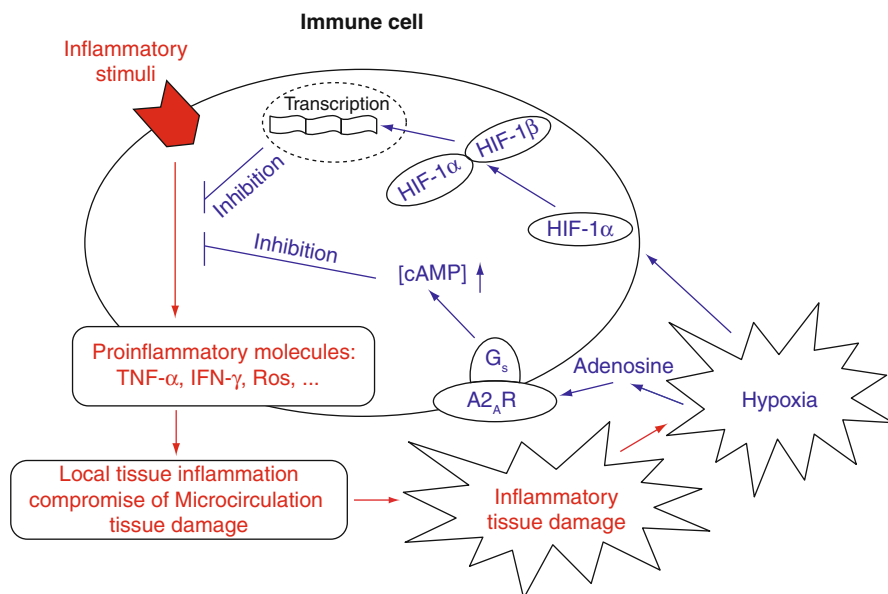 Immune cell
Inflammatory
stimuli
Transcription
HIF-1β
HIF-1α
Inhibition
HIF-1α
Inhibition
[cAMP]
Proinflammatory molecules:
TNF-α, IFN-γ, Ros, ...
Gs
A2AR
Adenosine
Hypoxia
Local tissue inflammation
compromise of Microcirculation
tissue damage
Inflammatory
tissue damage